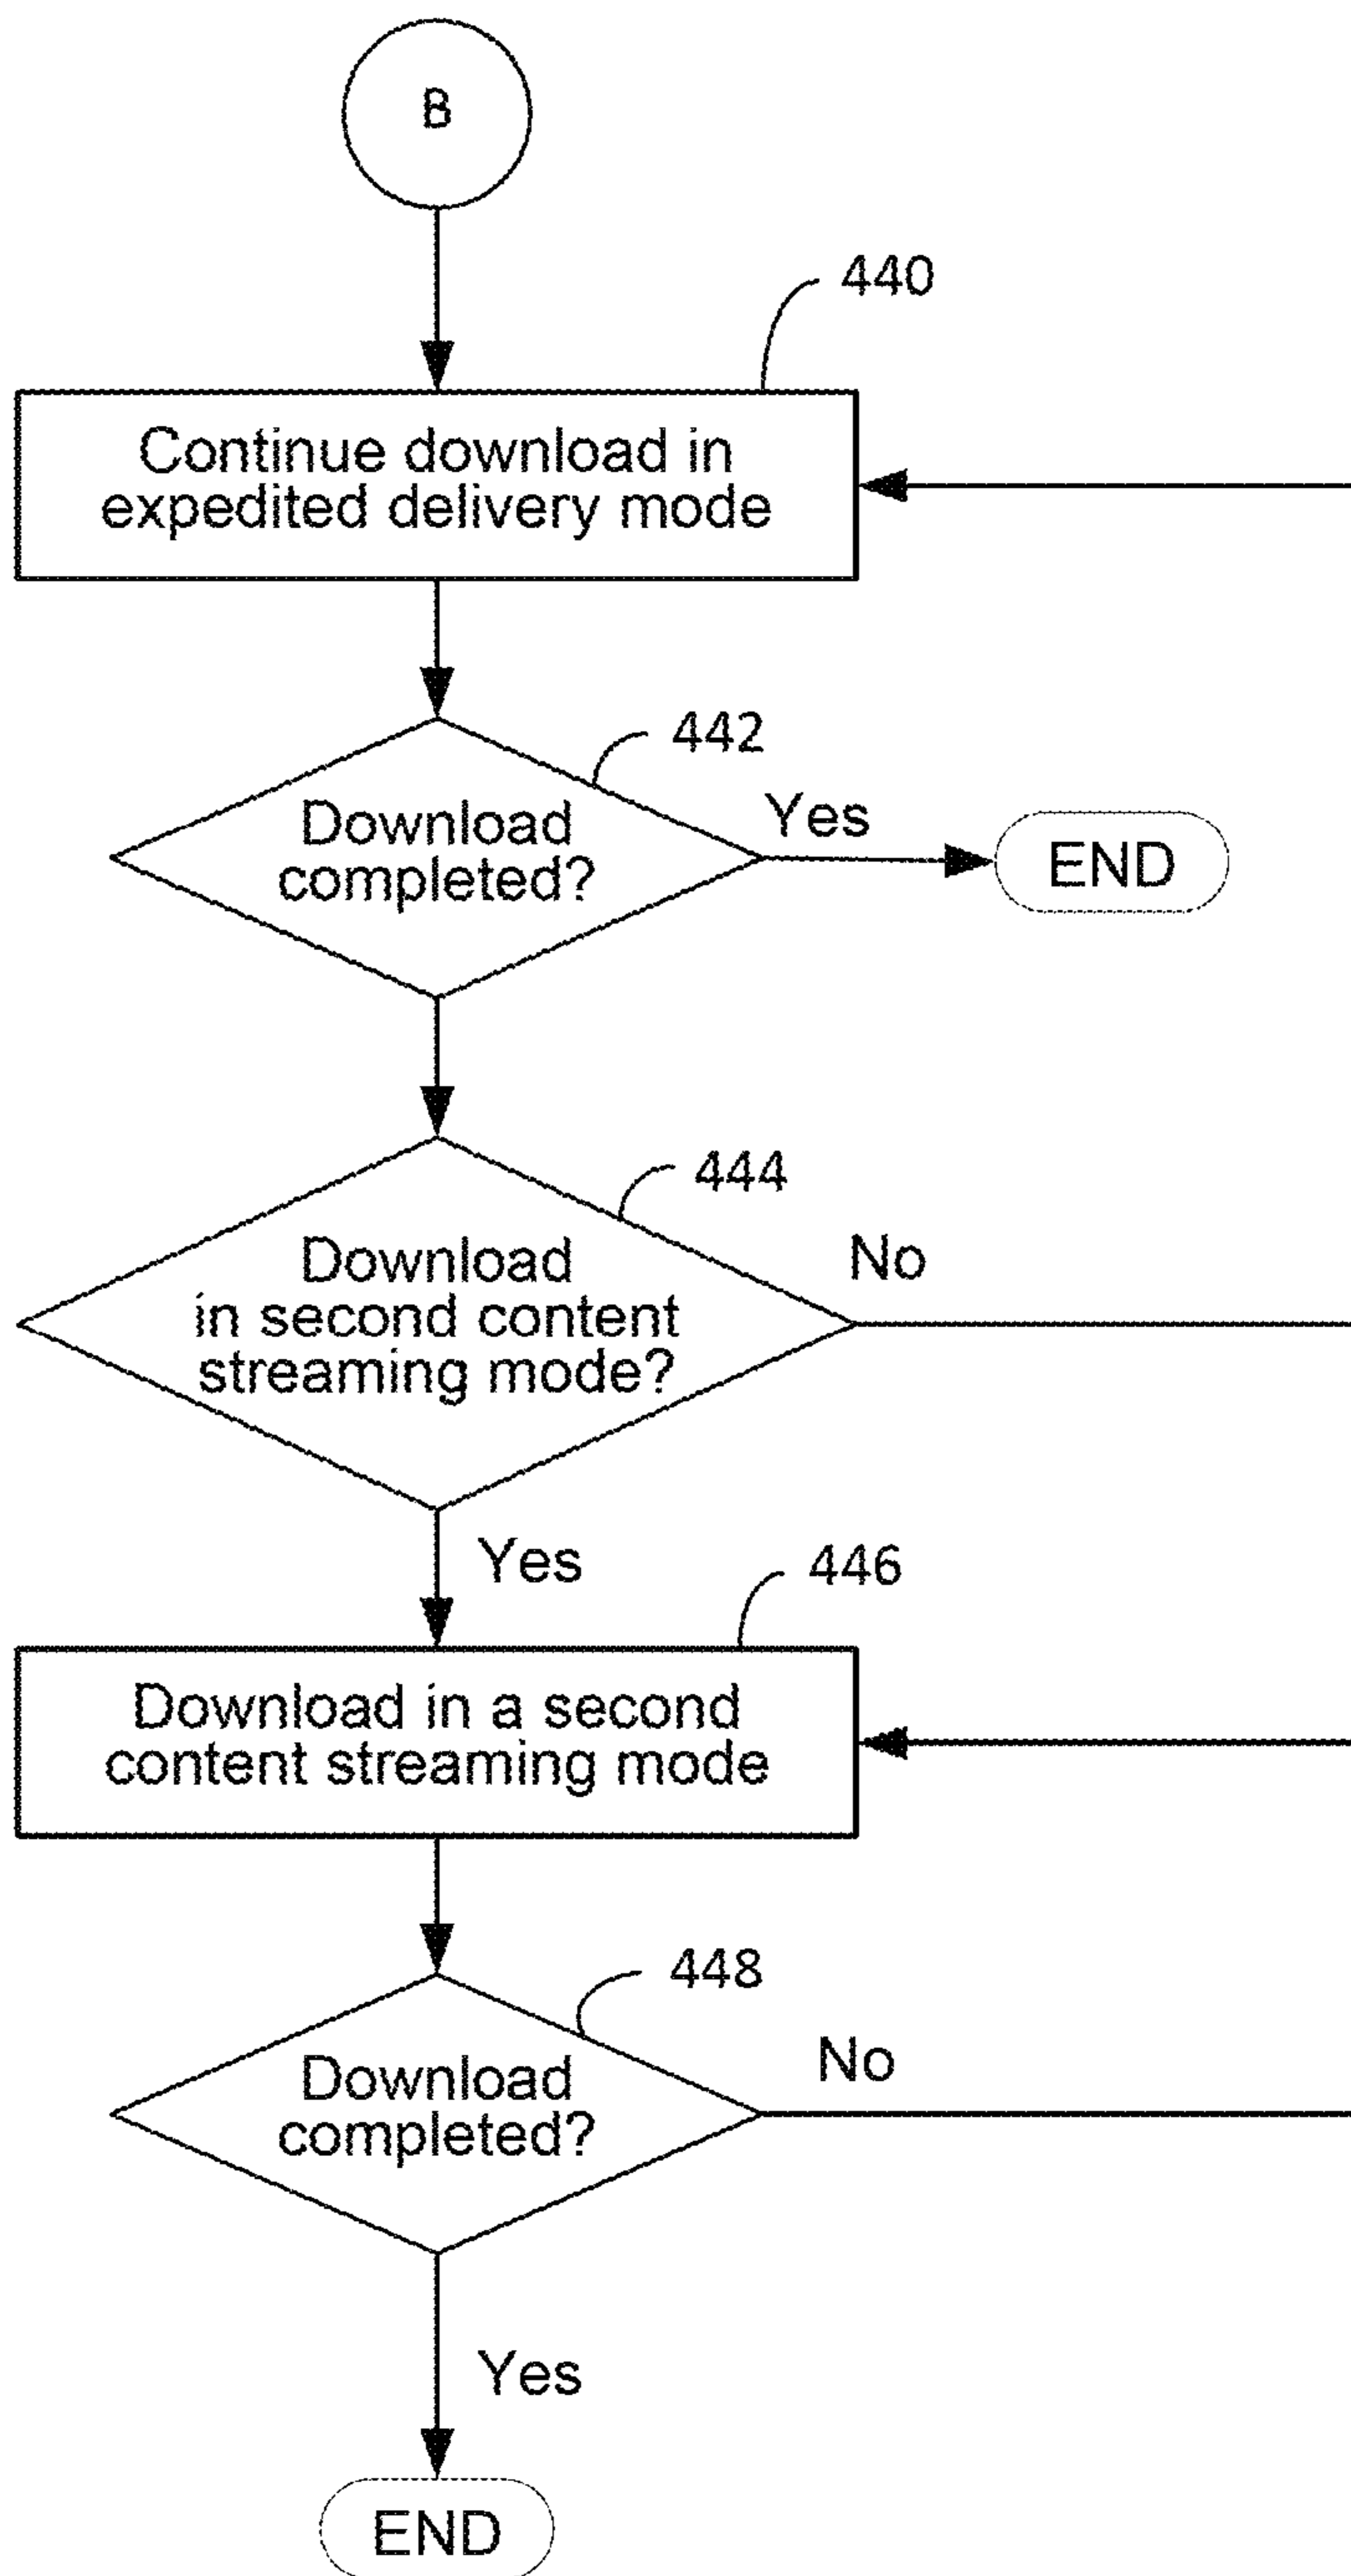 B
440
Continue download in
expedited delivery mode
442
Download
completed?
Yes
END
444
Download
in second content
streaming mode?
No
Yes
446
Download in a second
content streaming mode
448
Download
completed?
No
Yes
END